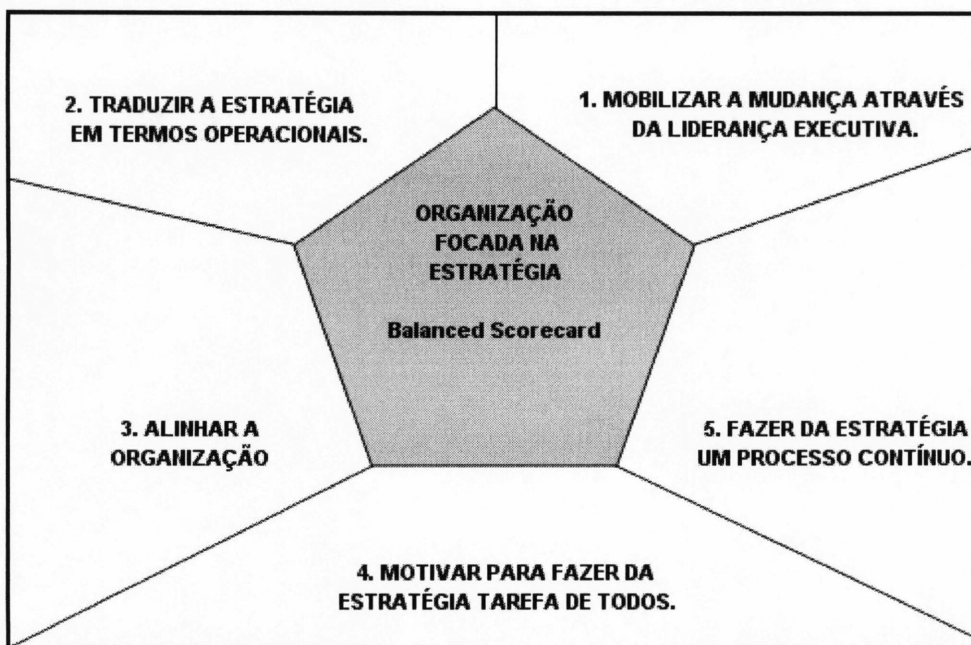 2. TRADUZIR A ESTRATÉGIA
EM TERMOS OPERACIONAIS.
1. MOBILIZAR A MUDANÇA ATRAVÉS
DA LIDERANÇA EXECUTIVA.
ORGANIZAÇÃO
FOCADA NA
ESTRATÉGIA
Balanced Scorecard
3. ALINHAR A
ORGANIZAÇÃO
5. FAZER DA ESTRATÉGIA
UM PROCESSO CONTÍNUO.
4. MOTIVAR PARA FAZER DA
ESTRATÉGIA TAREFA DE TODOS.